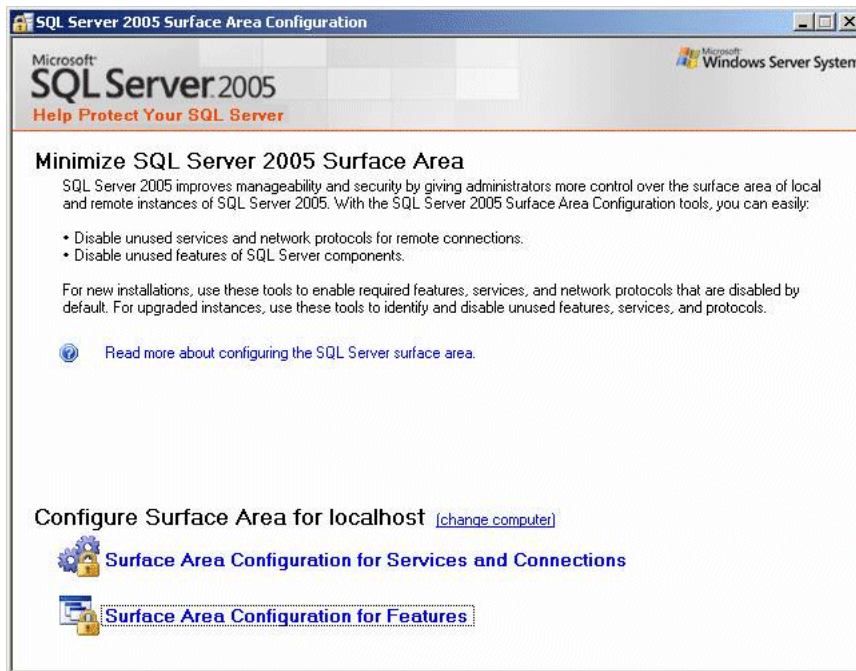 SQL Server 2005 Surface Area Configuration
Microsoft
SQL Server 2005
Help Protect Your SQL Server
Microsoft
Windows Server System
Minimize SQL Server 2005 Surface Area
SQL Server 2005 improves manageability and security by giving administrators more control over the surface area of local
and remote instances of SQL Server 2005. With the SQL Server 2005 Surface Area Configuration tools, you can easily:
• Disable unused services and network protocols for remote connections.
• Disable unused features of SQL Server components.
For new installations, use these tools to enable required features, services, and network protocols that are disabled by
default. For upgraded instances, use these tools to identify and disable unused features, services, and protocols.
Read more about configuring the SQL Server surface area.
Configure Surface Area for localhost (change computer)
Surface Area Configuration for Services and Connections
Surface Area Configuration for Features